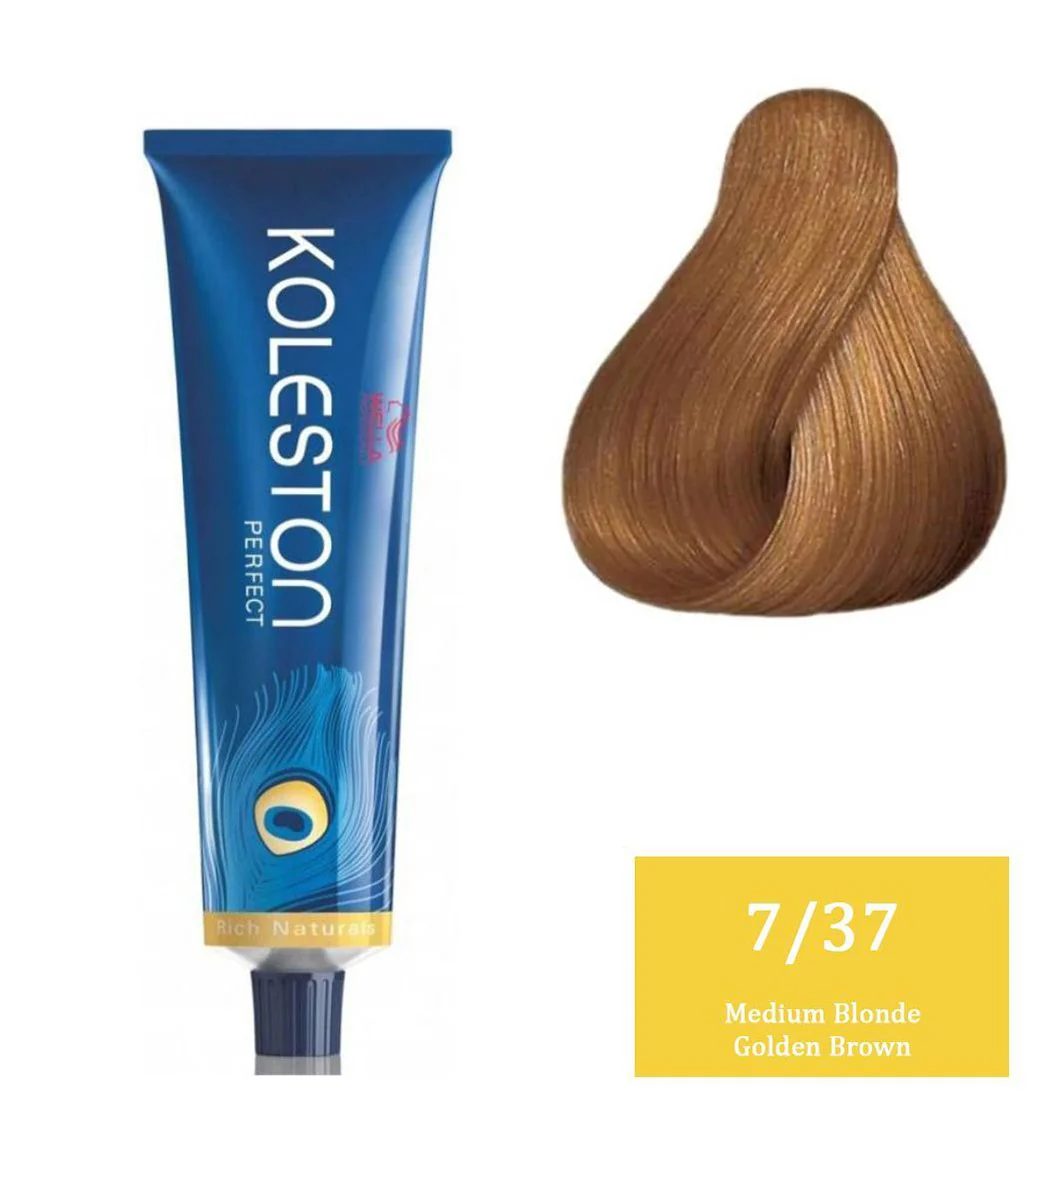 KOLESTON
PERFECT
WELLA
Rich Naturals
7/37
Medium Blonde
Golden Brown